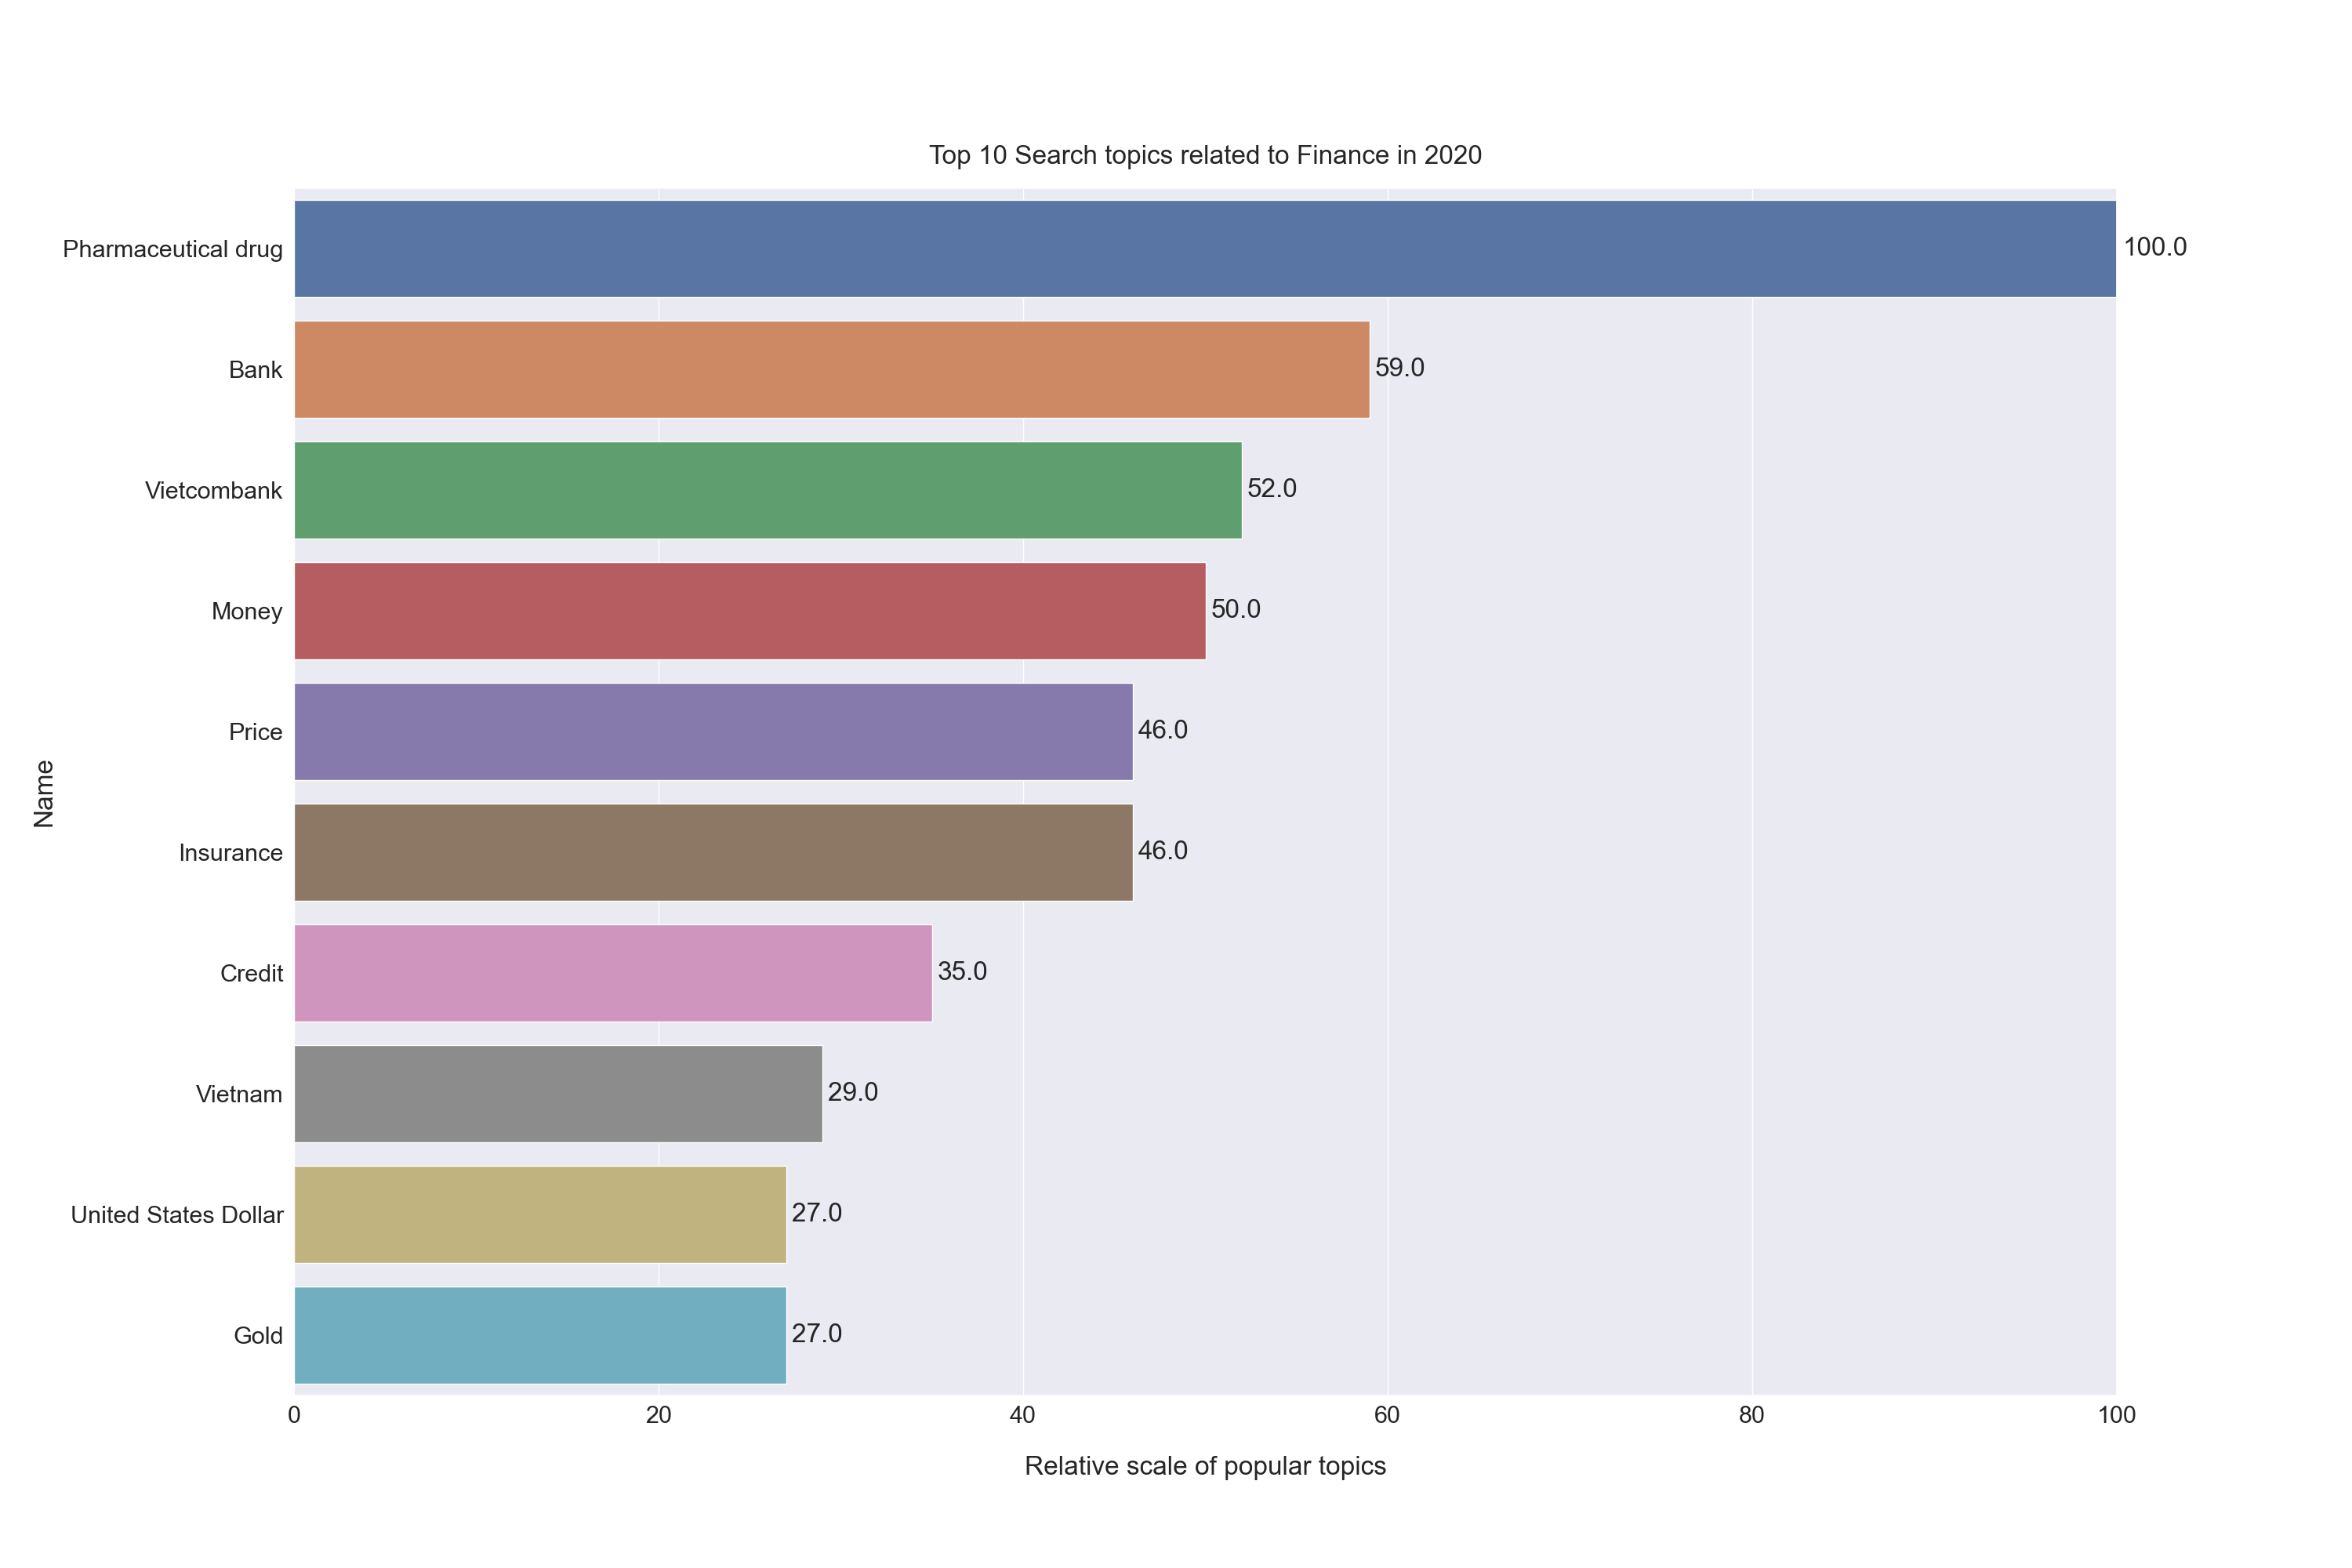 Top 10 Search topics related to Finance in 2020
Pharmaceutical drug 100.0
Bank 59.0
Vietcombank 52.0
Money 50.0
Price 46.0
Name
Insurance 46.0
Credit 35.0
Vietnam 29.0
United States Dollar 27.0
Gold 27.0
0 20 40 60 80 100
Relative scale of popular topics